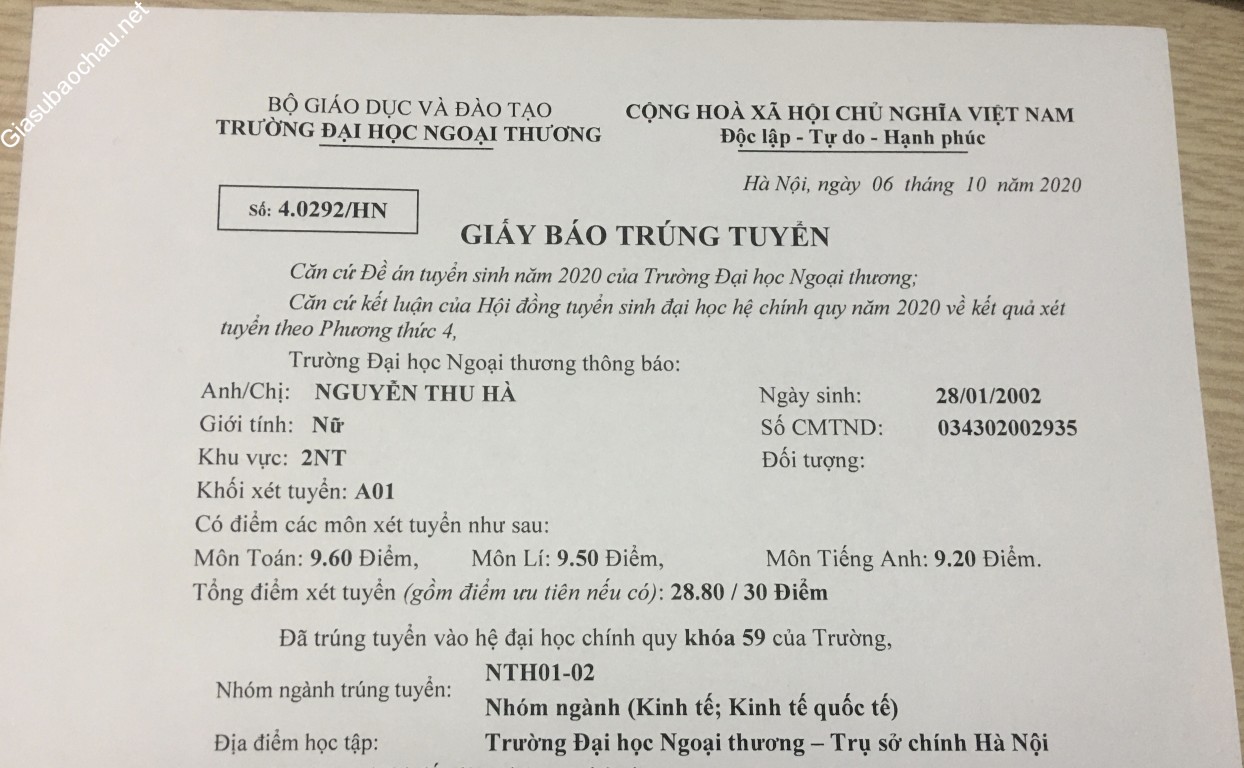 Giasubaochau.net
BỘ GIÁO DỤC VÀ ĐÀO TẠO
TRƯỜNG ĐẠI HỌC NGOẠI THƯƠNG
CỘNG HOÀ XÃ HỘI CHỦ NGHĨA VIỆT NAM
Độc lập - Tự do - Hạnh phúc
Hà Nội, ngày 06 tháng 10 năm 2020
Số: 4.0292/HN
GIẤY BÁO TRÚNG TUYỂN
Căn cứ Đề án tuyển sinh năm 2020 của Trường Đại học Ngoại thương;
Căn cứ kết luận của Hội đồng tuyển sinh đại học hệ chính quy năm 2020 về kết quả xét
tuyển theo Phương thức 4,
Trường Đại học Ngoại thương thông báo:
Anh/Chị: NGUYỄN THU HÀ Ngày sinh: 28/01/2002
Giới tính: Nữ Số CMTND: 034302002935
Khu vực: 2NT Đối tượng:
Khối xét tuyển: A01
Có điểm các môn xét tuyển như sau:
Môn Toán: 9.60 Điểm, Môn Lí: 9.50 Điểm, Môn Tiếng Anh: 9.20 Điểm.
Tổng điểm xét tuyển (gồm điểm ưu tiên nếu có): 28.80 / 30 Điểm
Đã trúng tuyển vào hệ đại học chính quy khóa 59 của Trường,
Nhóm ngành trúng tuyển: NTH01-02
Nhóm ngành (Kinh tế; Kinh tế quốc tế)
Địa điểm học tập: Trường Đại học Ngoại thương – Trụ sở chính Hà Nội